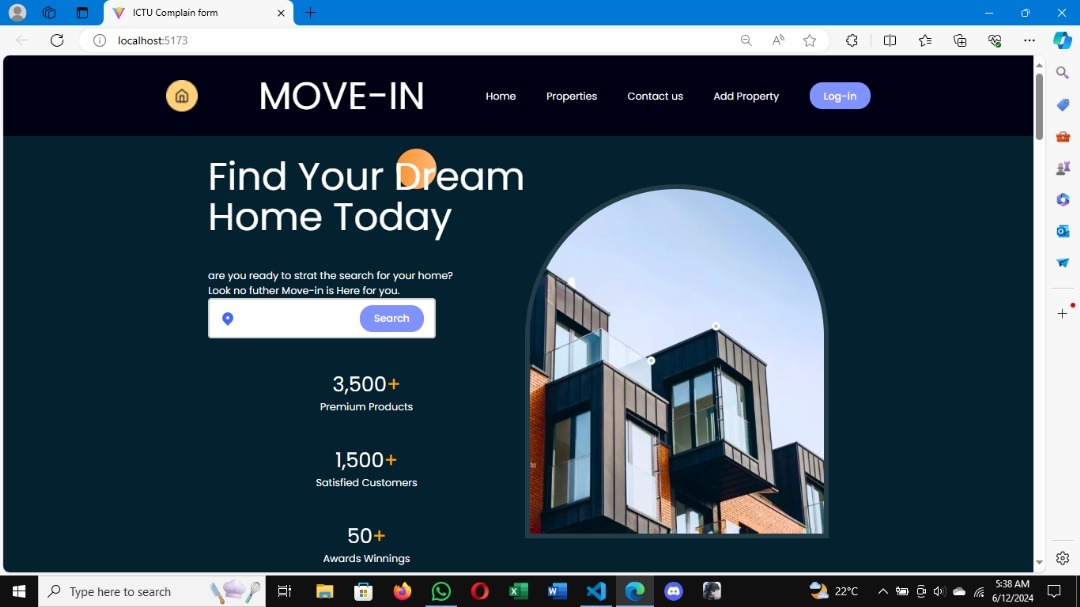 ICTU Complain form
localhost:5173
MOVE-IN
Home
Properties
Contact us
Add Property
Log-in
Find Your Dream
Home Today
are you ready to strat the search for your home?
Look no futher Move-in is Here for you.
Search
3,500+
Premium Products
1,500+
Satisfied Customers
50+
Awards Winnings
Type here to search
22°C
5:38 AM
6/12/2024